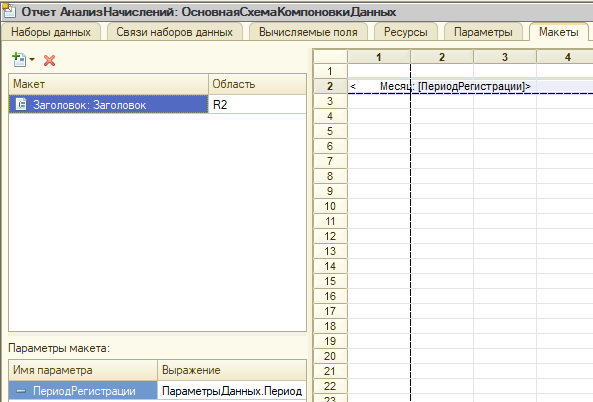 Отчет АнализНачислений: ОсновнаяСхемаКомпоновкиДанных
Наборы данных Связи наборов данных Вычисляемые поля Ресурсы Параметры Макеты
Макет Область
Заголовок: Заголовок R2
Параметры макета:
Имя параметра Выражение
ПериодРегистрации ПараметрыДанных.Период
1 2 3 4
1
2 < Месяц: [ПериодРегистрации]>
3
4
5
6
7
8
9
10
11
12
13
14
15
16
17
18
19
20
21
22
23